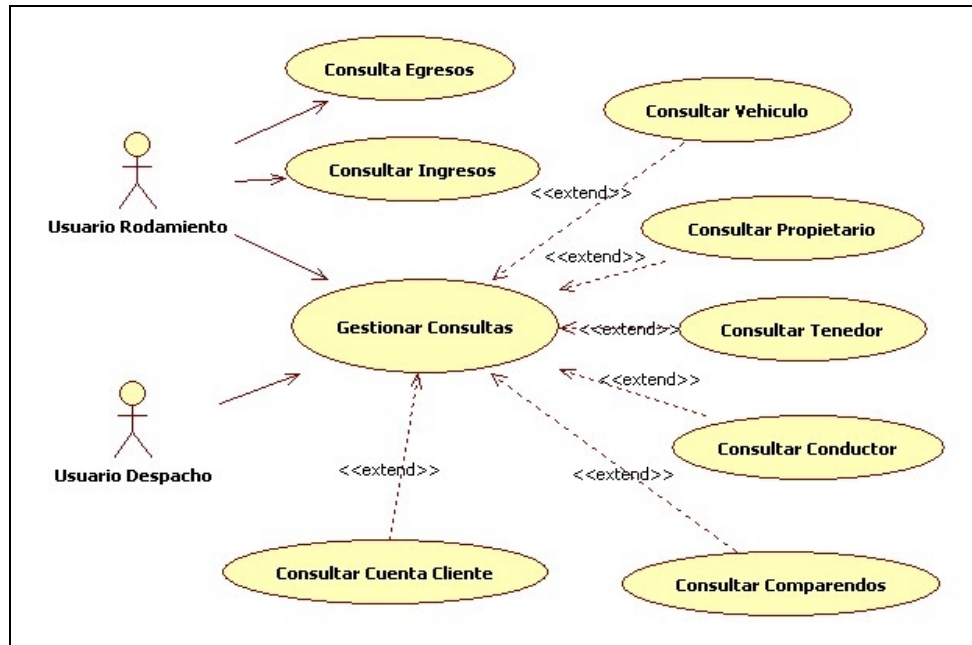 Consulta Egresos
Consultar Vehiculo
Consultar Ingresos
<<extend>>
Usuario Rodamiento
Consultar Propietario
<<extend>>
Gestionar Consultas
<<extend>>
Consultar Tenedor
<<extend>>
Consultar Conductor
Usuario Despacho
<<extend>>
<<extend>>
Consultar Cuenta Cliente
Consultar Comparendos